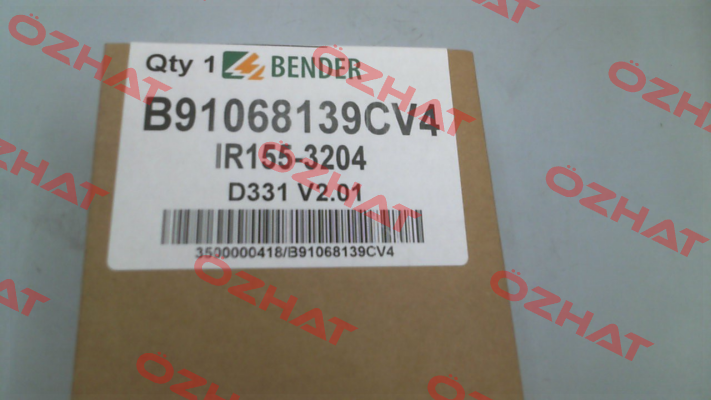 Qty 1 BENDER
B91068139CV4
IR155-3204
D331 V2.01
3500000418/B91068139CV4
ÖZHAT
ÖZHAT
ÖZHAT
ÖZHAT
ÖZHAT
ÖZHAT
ÖZHAT
ÖZHAT
ÖZHAT